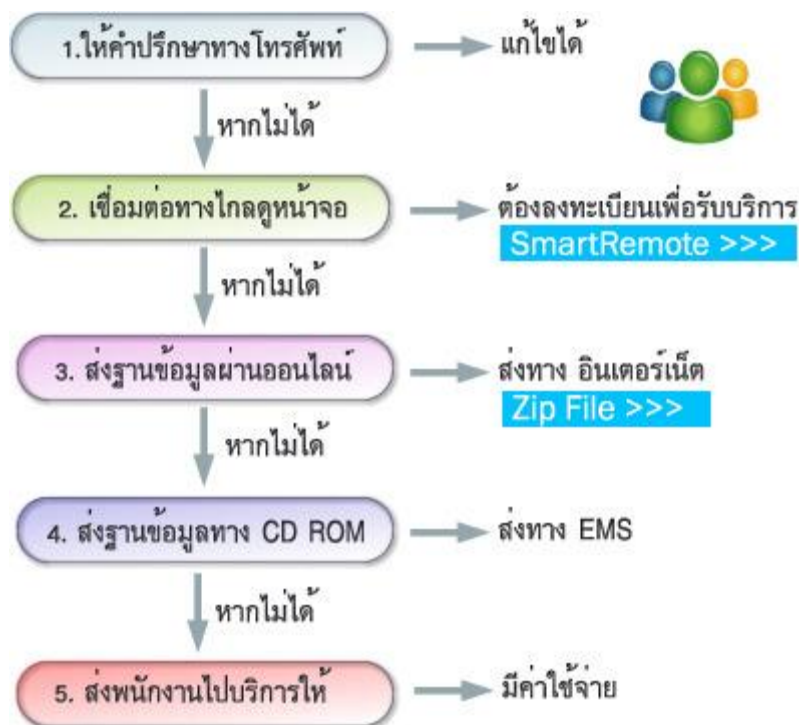 1.ให้คำปรึกษาทางโทรศัพท์
แก้ไขได้
หากไม่ได้
2. เชื่อมต่อทางไกลดูหน้าจอ
ต้องลงทะเบียนเพื่อรับบริการ
SmartRemote >>>
หากไม่ได้
3. ส่งฐานข้อมูลผ่านออนไลน์
ส่งทาง อินเตอร์เน็ต
Zip File >>>
หากไม่ได้
4. ส่งฐานข้อมูลทาง CD ROM
ส่งทาง EMS
หากไม่ได้
5. ส่งพนักงานไปบริการให้
มีค่าใช้จ่าย